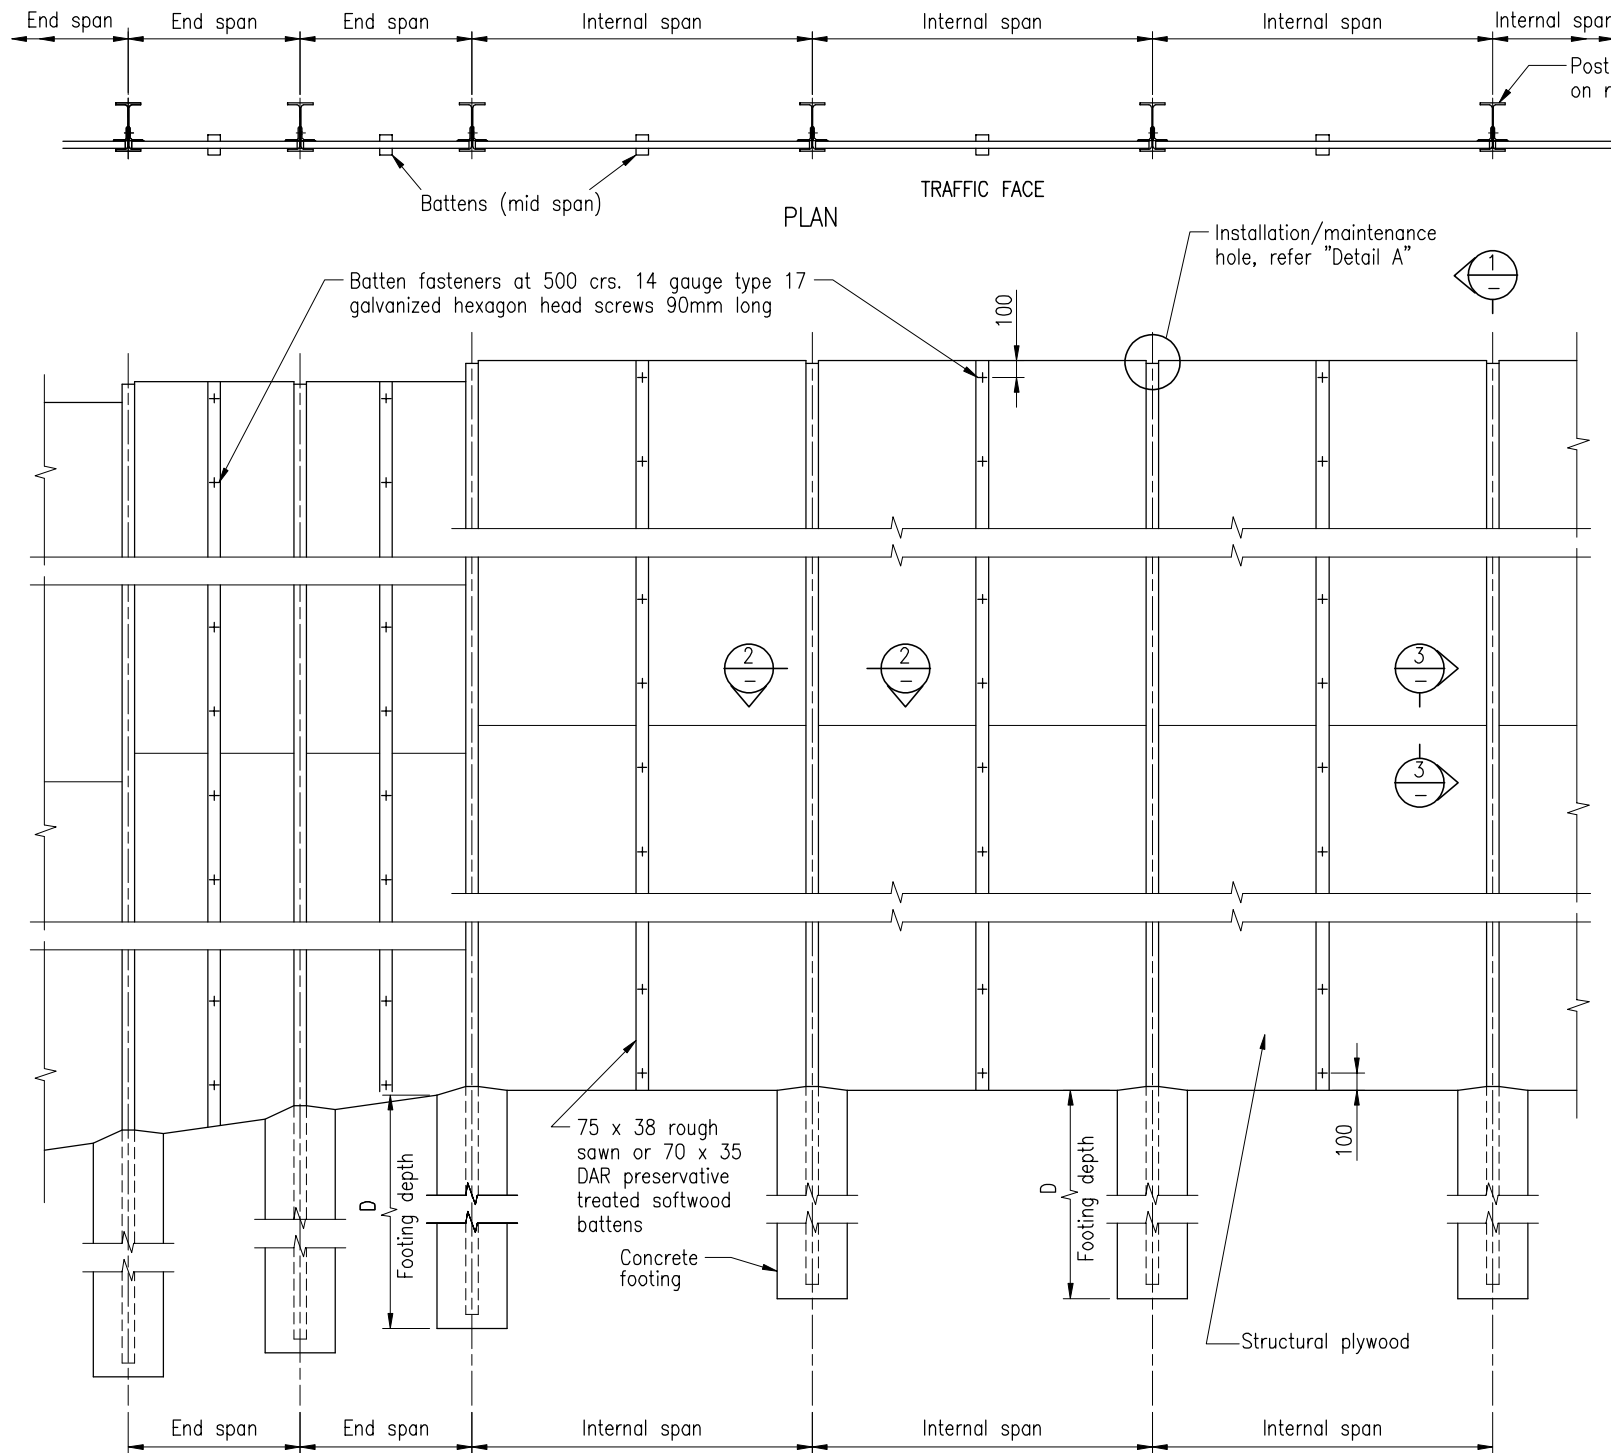 End span
End span
End span
Internal span
Internal span
Internal span
Internal span
Post
on
Battens (mid span)
TRAFFIC FACE
PLAN
Installation/maintenance
hole, refer "Detail A"
1
–
Batten fasteners at 500 crs. 14 gauge type 17
galvanized hexagon head screws 90mm long
100
2
–
2
–
3
–
3
–
75 x 38 rough
sawn or 70 x 35
DAR preservative
treated softwood
battens
D
Footing depth
Concrete
footing
D
Footing depth
100
Structural plywood
End span
End span
Internal span
Internal span
Internal span